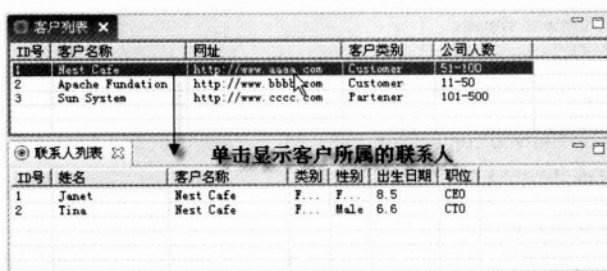 客户列表
ID号 客户名称 网址 客户类别 公司人数
1 Nest Cafe http://www.aaaa.com Customer 51-100
2 Apache Fundation http://www.bbbb.com Customer 11-50
3 Sun System http://www.cccc.com Partener 101-500
联系人列表
单击显示客户所属的联系人
ID号 姓名 客户名称 类别 性别 出生日期 职位
1 Janet Nest Cafe F... F... 8.5 CEO
2 Tina Nest Cafe F... Male 6.6 CTO